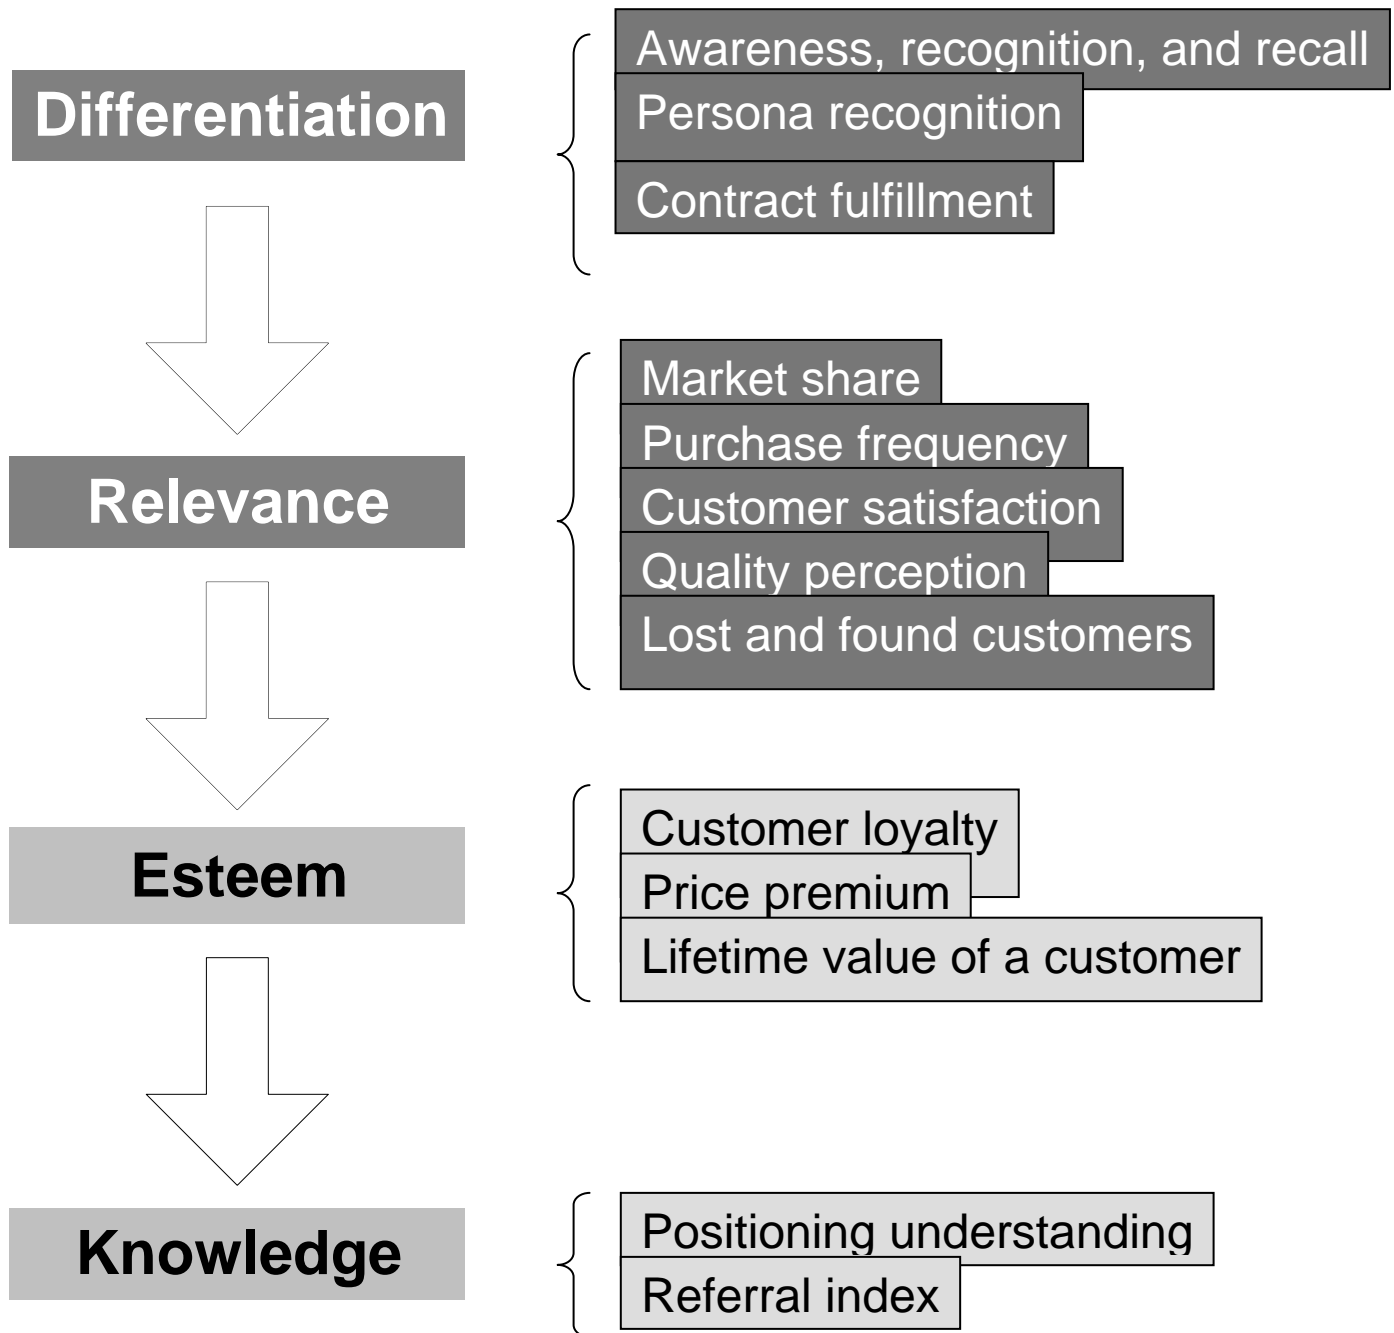 Differentiation
Awareness, recognition, and recall
Persona recognition
Contract fulfillment
Relevance
Market share
Purchase frequency
Customer satisfaction
Quality perception
Lost and found customers
Esteem
Customer loyalty
Price premium
Lifetime value of a customer
Knowledge
Positioning understanding
Referral index